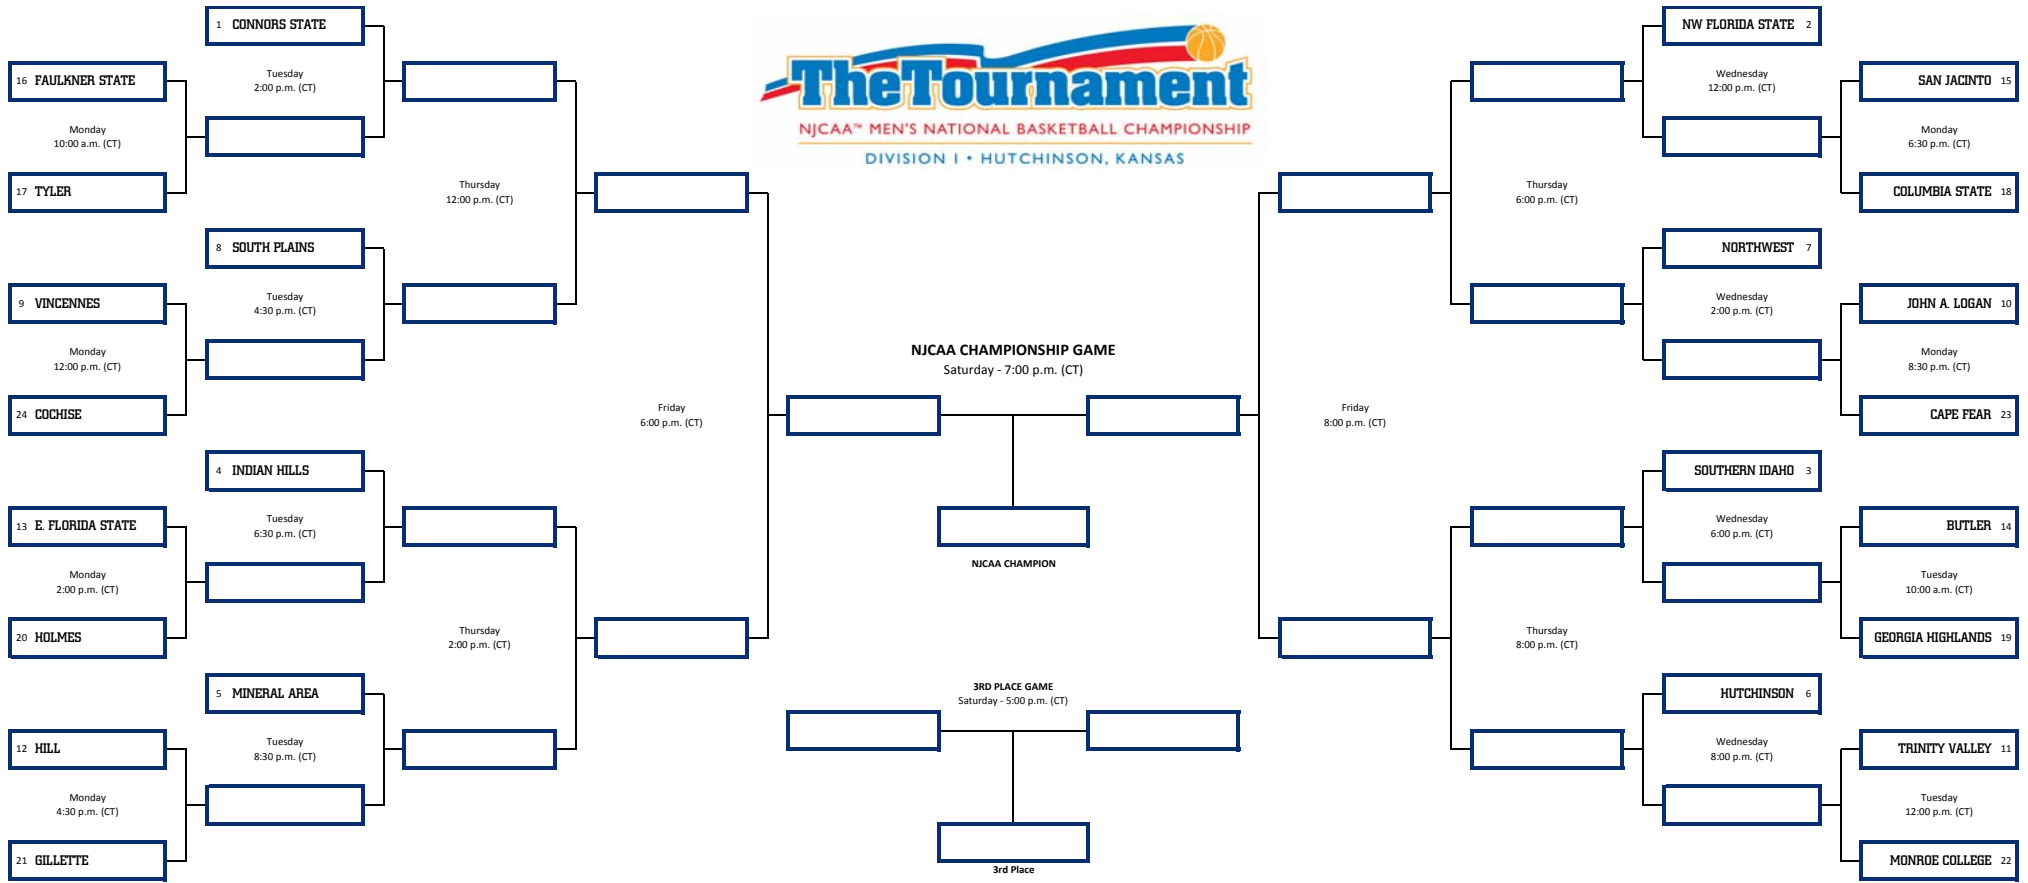 The Tournament
NJCAA™ MEN'S NATIONAL BASKETBALL CHAMPIONSHIP
DIVISION I • HUTCHINSON, KANSAS
1 CONNORS STATE
Tuesday
2:00 p.m. (CT)
16 FAULKNER STATE
Monday
10:00 a.m. (CT)
17 TYLER
Thursday
12:00 p.m. (CT)
8 SOUTH PLAINS
Tuesday
4:30 p.m. (CT)
9 VINCENNES
Monday
12:00 p.m. (CT)
24 COCHISE
Friday
6:00 p.m. (CT)
4 INDIAN HILLS
Tuesday
6:30 p.m. (CT)
13 E. FLORIDA STATE
Monday
2:00 p.m. (CT)
20 HOLMES
Thursday
2:00 p.m. (CT)
5 MINERAL AREA
Tuesday
8:30 p.m. (CT)
12 HILL
Monday
4:30 p.m. (CT)
21 GILLETTE
NJCAA CHAMPIONSHIP GAME
Saturday - 7:00 p.m. (CT)
NJCAA CHAMPION
3RD PLACE GAME
Saturday - 5:00 p.m. (CT)
3rd Place
NW FLORIDA STATE 2
Wednesday
12:00 p.m. (CT)
SAN JACINTO 15
Monday
6:30 p.m. (CT)
COLUMBIA STATE 18
Thursday
6:00 p.m. (CT)
NORTHWEST 7
Wednesday
2:00 p.m. (CT)
JOHN A. LOGAN 10
Monday
8:30 p.m. (CT)
CAPE FEAR 23
Friday
8:00 p.m. (CT)
SOUTHERN IDAHO 3
Wednesday
6:00 p.m. (CT)
BUTLER 14
Tuesday
10:00 a.m. (CT)
GEORGIA HIGHLANDS 19
Thursday
8:00 p.m. (CT)
HUTCHINSON 6
Wednesday
8:00 p.m. (CT)
TRINITY VALLEY 11
Tuesday
12:00 p.m. (CT)
MONROE COLLEGE 22